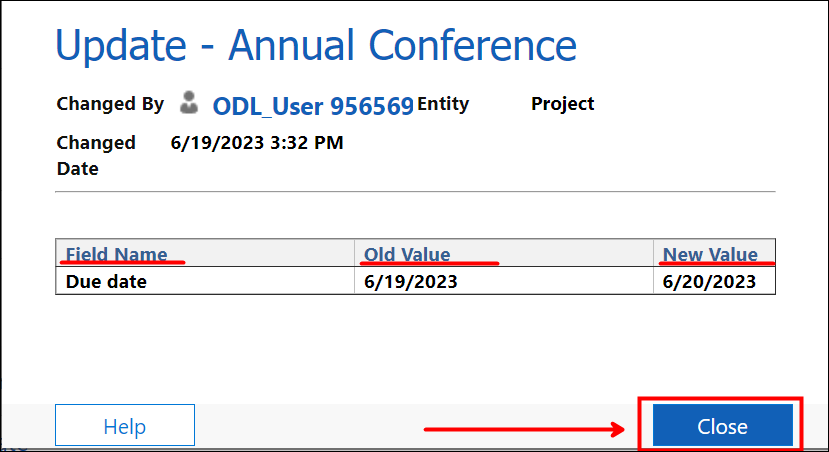 Update - Annual Conference
Changed By ODL_User 956569 Entity Project
Changed Date 6/19/2023 3:32 PM
Field Name Old Value New Value
Due date 6/19/2023 6/20/2023
Help Close